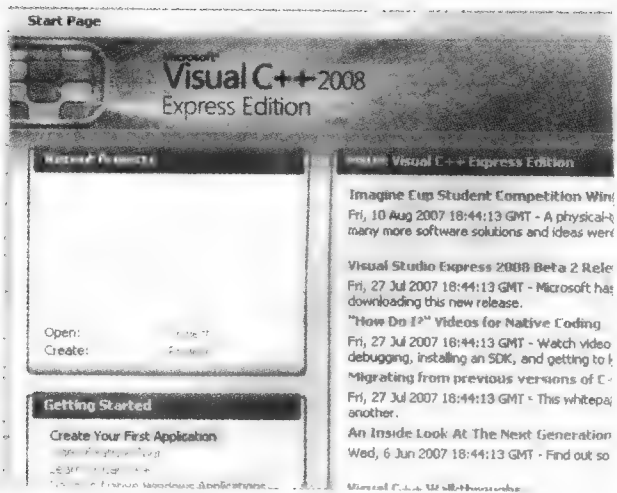 Start Page
Microsoft
Visual C++ 2008
Express Edition
Recent Projects
Open:
Create:
Getting Started
Create Your First Application
Visual C++ Express Edition
Imagine Cup Student Competition Win
Fri, 10 Aug 2007 18:44:13 GMT - A physical-
many more software solutions and ideas wer
Visual Studio Express 2008 Beta 2 Rele
Fri, 27 Jul 2007 18:44:13 GMT - Microsoft has
downloading this new release.
"How Do I?" Videos for Native Coding
Fri, 27 Jul 2007 18:44:13 GMT - Watch video
debugging, installing an SDK, and getting to
Migrating from previous versions of C
Fri, 27 Jul 2007 18:44:13 GMT - This whitepa
another.
An Inside Look At The Next Generation
Wed, 6 Jun 2007 18:44:13 GMT - Find out so
Visual C++ Walkthroughs